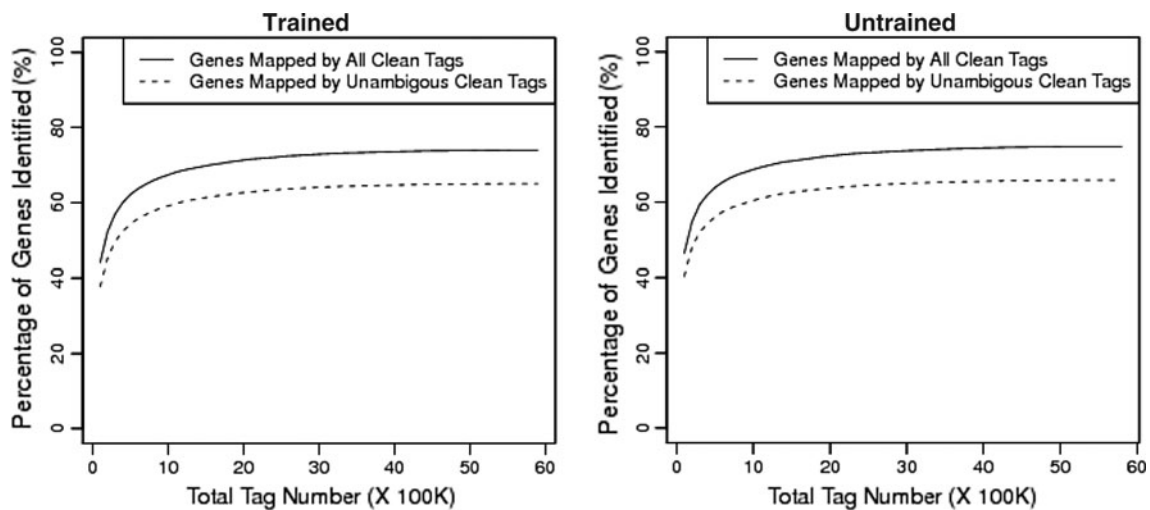 Trained
Percentage of Genes Identified (%)
100
80
60
40
20
0
Genes Mapped by All Clean Tags
Genes Mapped by Unambigous Clean Tags
0 10 20 30 40 50 60
Total Tag Number (X 100K)
Untrained
Percentage of Genes Identified (%)
100
80
60
40
20
0
Genes Mapped by All Clean Tags
Genes Mapped by Unambigous Clean Tags
0 10 20 30 40 50 60
Total Tag Number (X 100K)